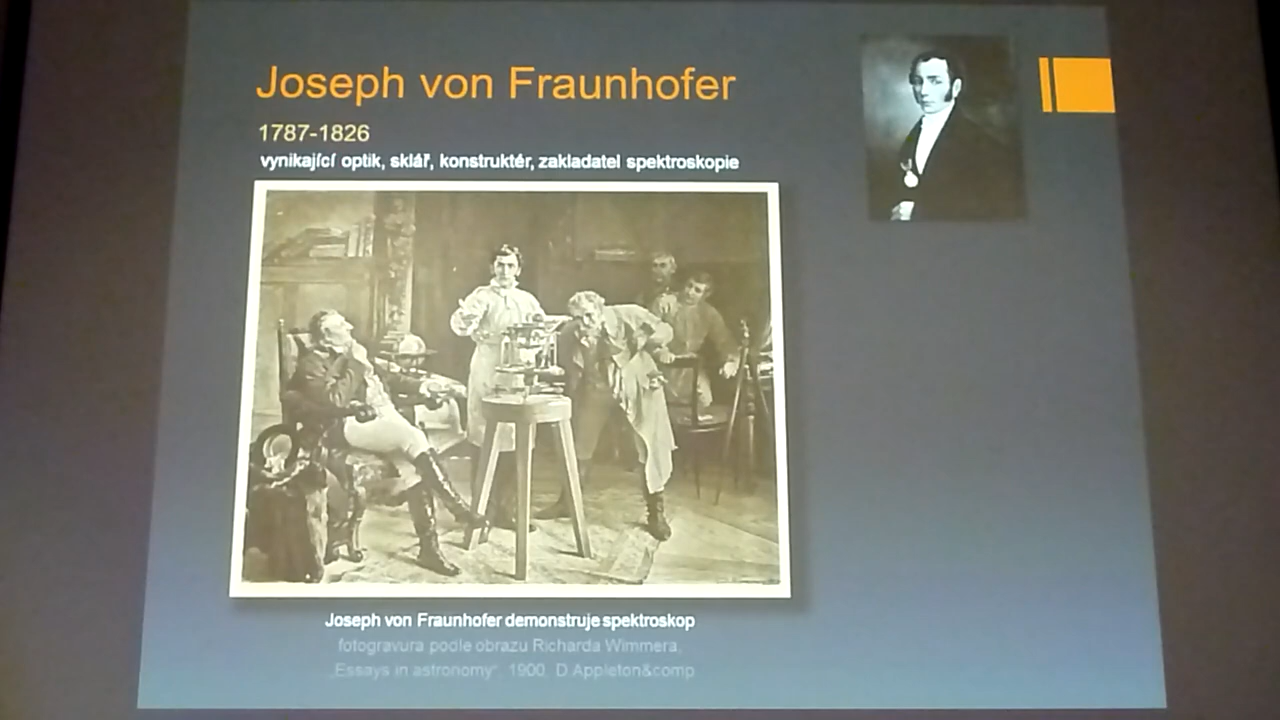 Joseph von Fraunhofer
1787-1826
vynikající optik, sklář, konstruktér, zakladatel spektroskopie
Joseph von Fraunhofer demonstruje spektroskop
fotogravura podle obrazu Richarda Wimmera,
„Essays in astronomy“, 1900, D.Appleton&comp